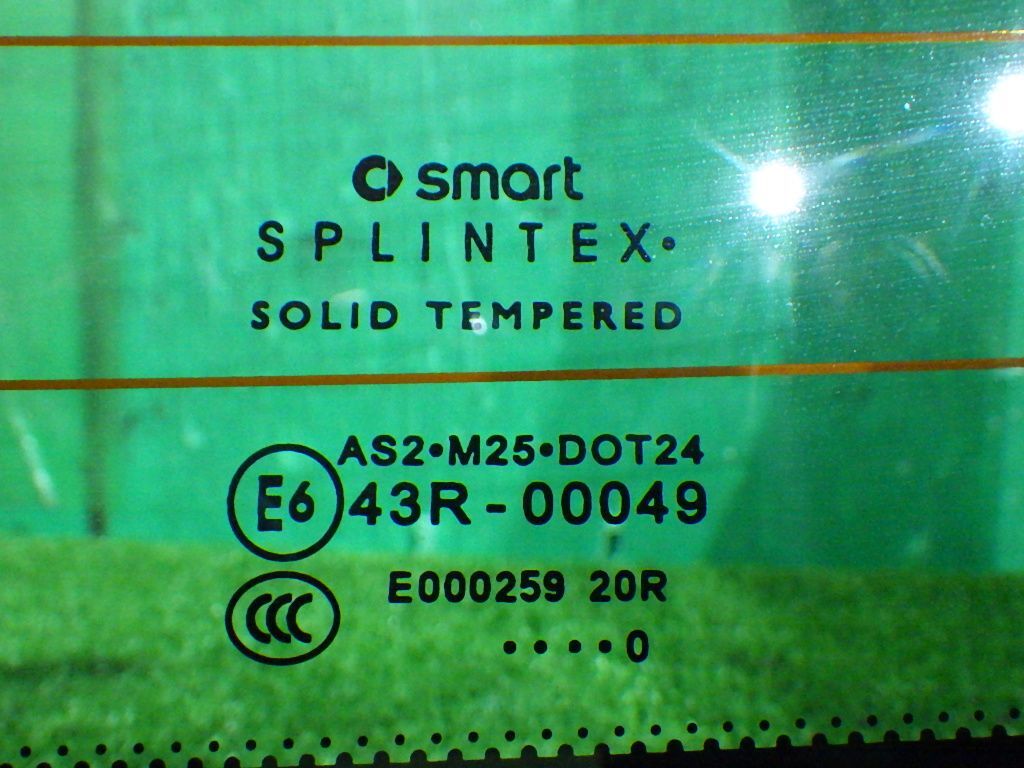 smart
SPLINTEX
SOLID TEMPERED
AS2•M25•DOT24
E6 43R-00049
CCC E000259 20R
••••0